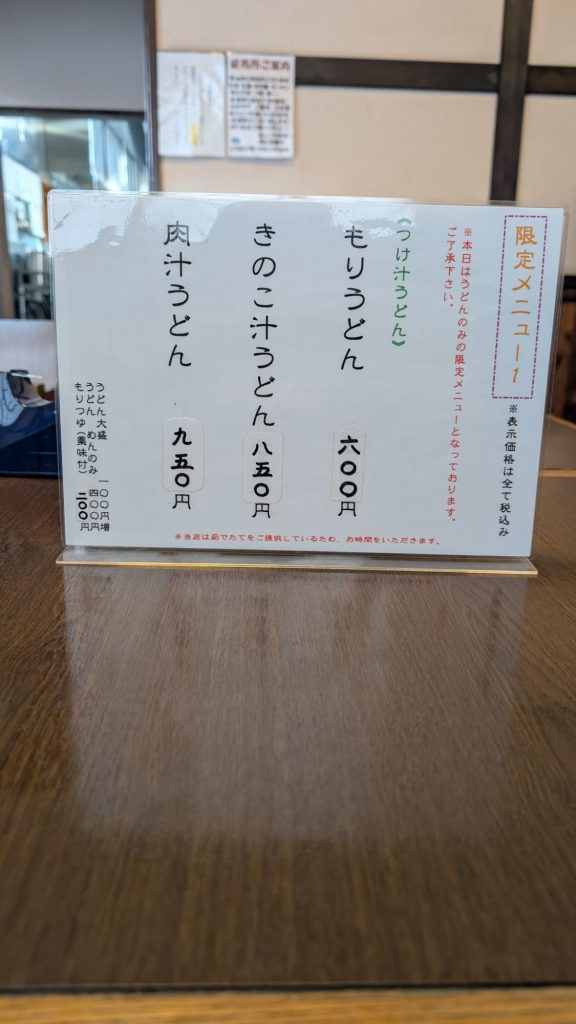 限定メニュー1
※表示価格は全て税込み
※本日はうどんのみの限定メニューとなっております。
ご了承下さい。
《つけ汁うどん》
もりうどん 六〇〇円
きのこ汁うどん 八五〇円
肉汁うどん 九五〇円
うどん大盛 一〇〇円増
うどん めんのみ 四〇〇円
もりつゆ(薬味付) 二〇〇円
※当店は茹でたてをご提供しているため、お時間をいただきます。